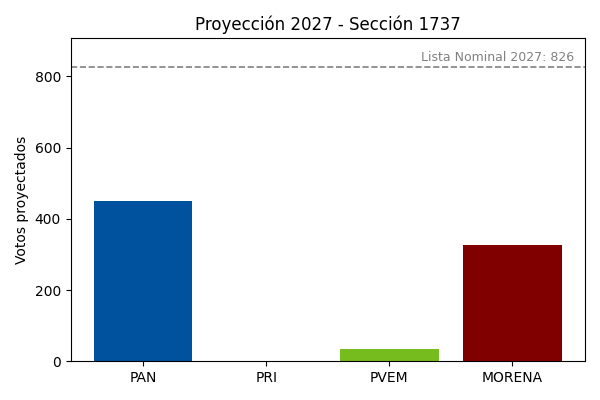 Proyección 2027 - Sección 1737
Lista Nominal 2027: 826
Votos proyectados
800
600
400
200
0
PAN
PRI
PVEM
MORENA